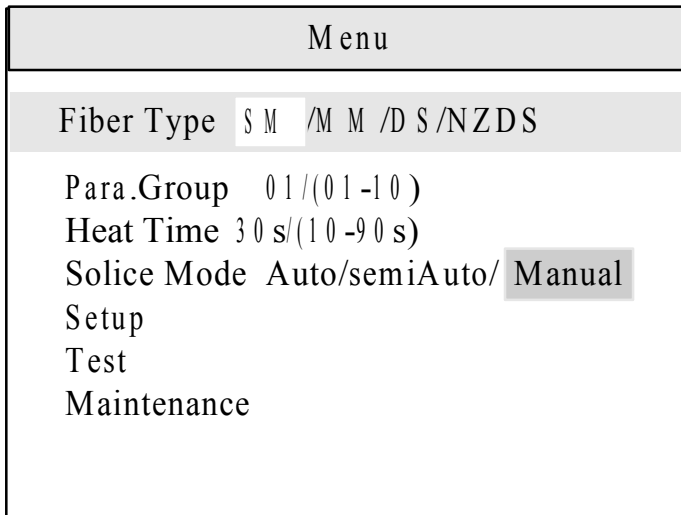 Menu
Fiber Type SM /MM/DS/NZDS
Para.Group 01/(01-10)
Heat Time 30s/(10-90s)
Solice Mode Auto/semiAuto/ Manual
Setup
Test
Maintenance